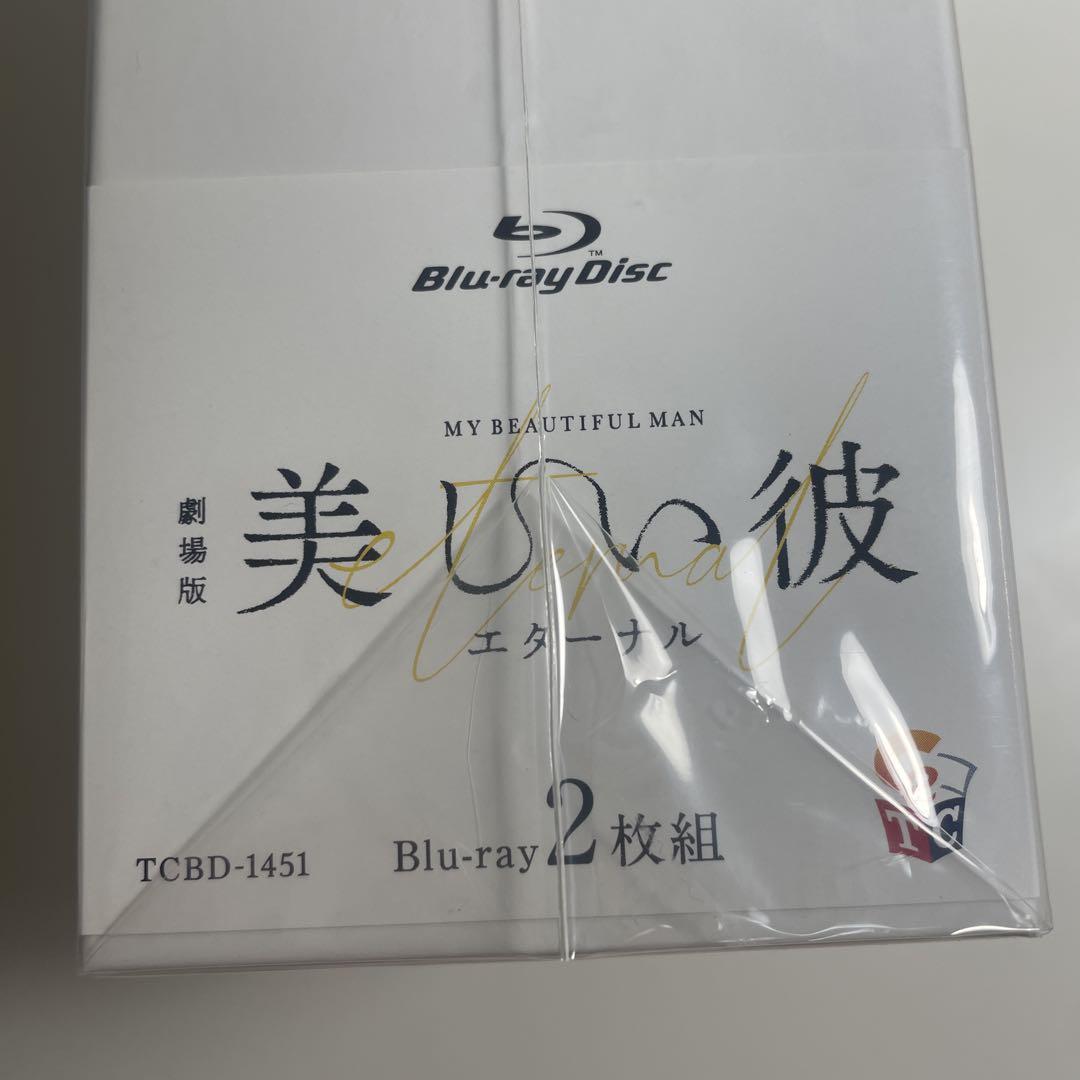 Blu-ray Disc™
MY BEAUTIFUL MAN
劇場版
美しい彼
eternal
エターナル
Blu-ray 2枚組
TCBD-1451
TC